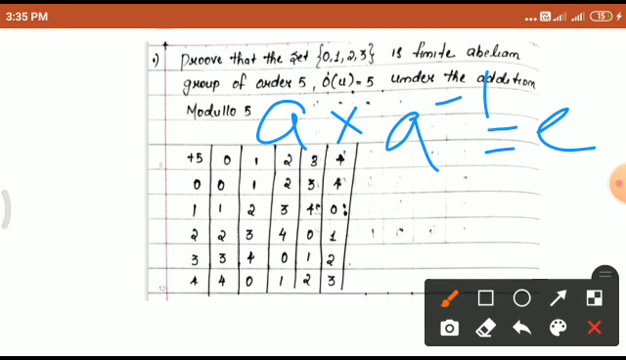 3:35 PM
15
•) Proove that the set {0,1,2,3} is finite abelian
group of order 5, O(u)=5 under the addition
Modullo 5
a × a⁻¹ = e
+5 0 1 2 3 4
0 0 1 2 3 4
1 1 2 3 4 0
2 2 3 4 0 1
3 3 4 0 1 2
4 4 0 1 2 3